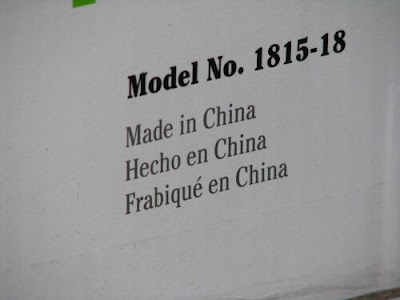 Model No. 1815-18
Made in China
Hecho en China
Frabiqué en China